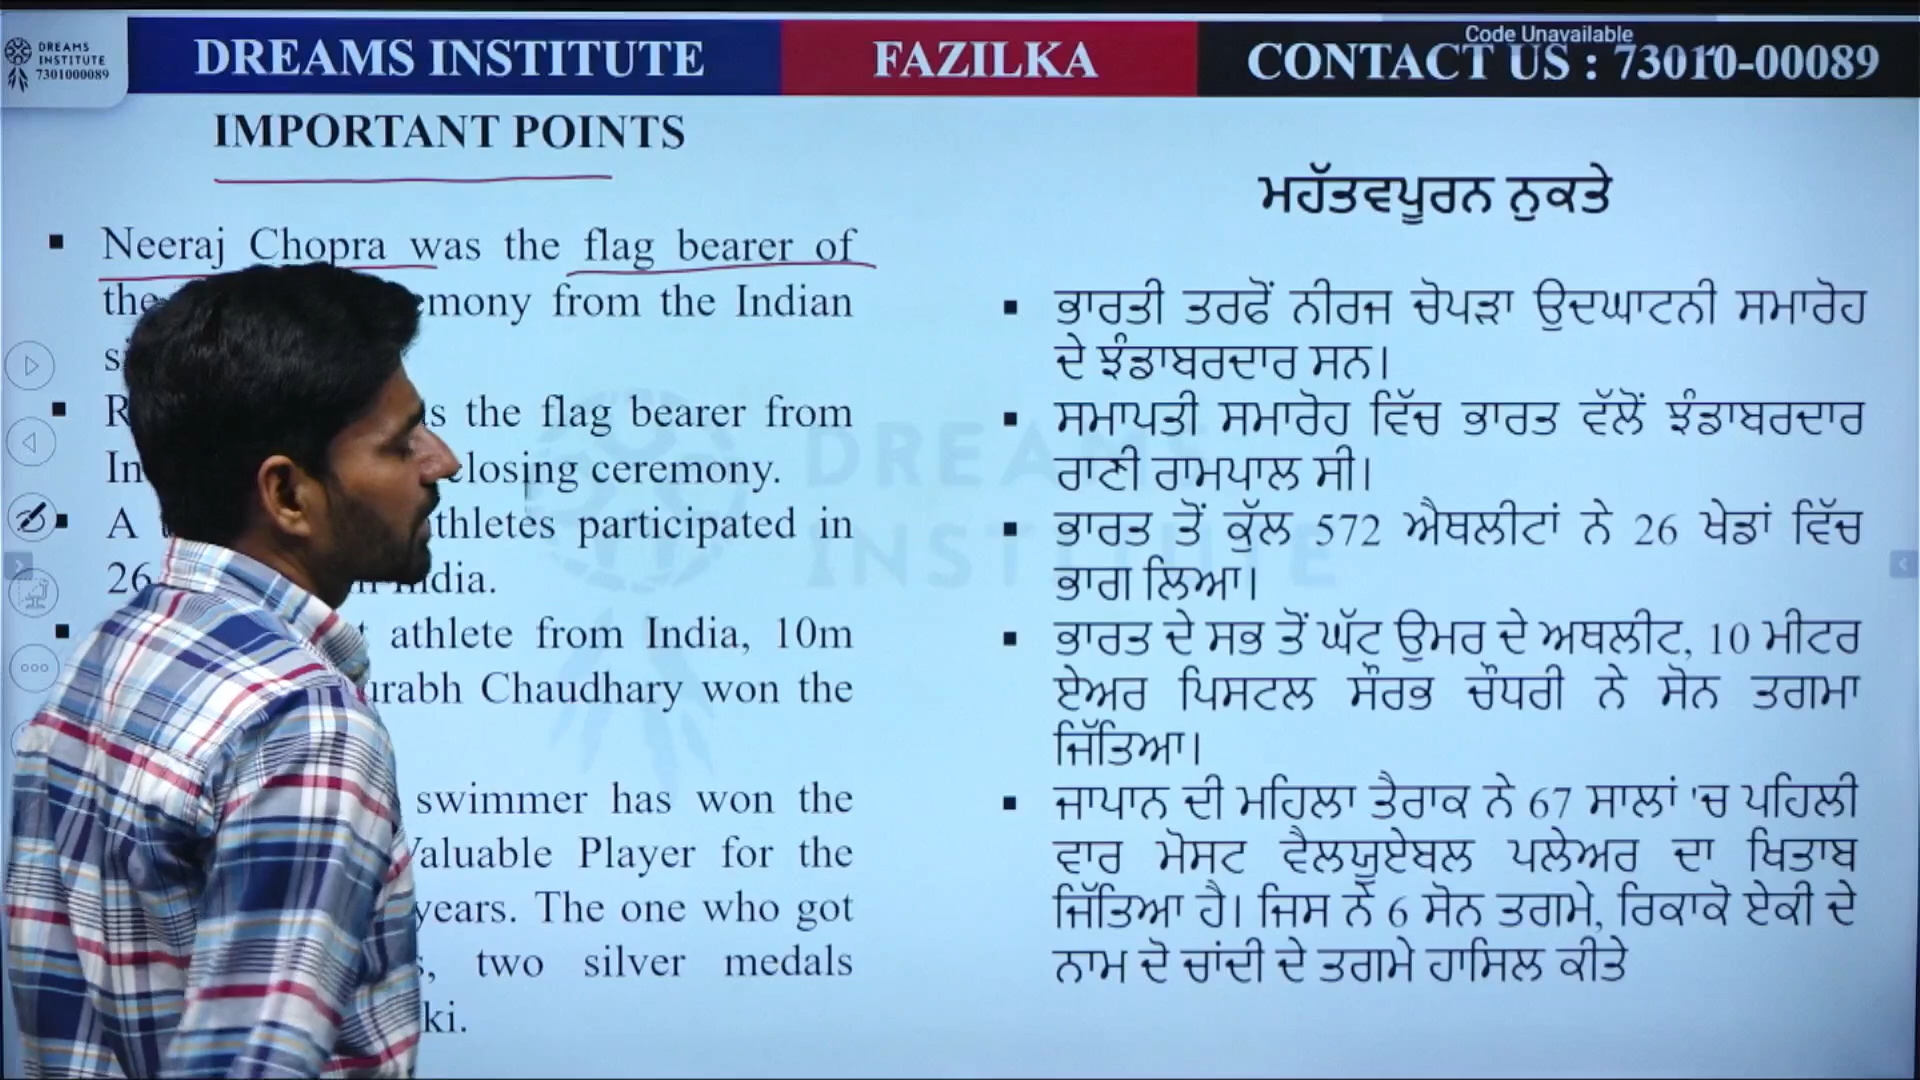 DREAMS
INSTITUTE
7301000089
DREAMS INSTITUTE
FAZILKA
Code Unavailable
CONTACT US : 73010-00089
IMPORTANT POINTS
Neeraj Chopra was the flag bearer of
the emony from the Indian
▪ s the flag bearer from
closing ceremony.
▪ A thletes participated in
26 India.
▪ athlete from India, 10m
urabh Chaudhary won the
swimmer has won the
Valuable Player for the
years. The one who got
two silver medals
ki.
ਮਹੱਤਵਪੂਰਨ ਨੁਕਤੇ
▪ ਭਾਰਤੀ ਤਰਫੋਂ ਨੀਰਜ ਚੋਪੜਾ ਉਦਘਾਟਨੀ ਸਮਾਰੋਹ
ਦੇ ਝੰਡਾਬਰਦਾਰ ਸਨ।
▪ ਸਮਾਪਤੀ ਸਮਾਰੋਹ ਵਿੱਚ ਭਾਰਤ ਵੱਲੋਂ ਝੰਡਾਬਰਦਾਰ
ਰਾਣੀ ਰਾਮਪਾਲ ਸੀ।
▪ ਭਾਰਤ ਤੋਂ ਕੁੱਲ 572 ਐਥਲੀਟਾਂ ਨੇ 26 ਖੇਡਾਂ ਵਿੱਚ
ਭਾਗ ਲਿਆ।
▪ ਭਾਰਤ ਦੇ ਸਭ ਤੋਂ ਘੱਟ ਉਮਰ ਦੇ ਅਥਲੀਟ, 10 ਮੀਟਰ
ਏਅਰ ਪਿਸਟਲ ਸੌਰਭ ਚੌਧਰੀ ਨੇ ਸੋਨ ਤਗਮਾ
ਜਿੱਤਿਆ।
▪ ਜਾਪਾਨ ਦੀ ਮਹਿਲਾ ਤੈਰਾਕ ਨੇ 67 ਸਾਲਾਂ 'ਚ ਪਹਿਲੀ
ਵਾਰ ਮੋਸਟ ਵੈਲਯੂਏਬਲ ਪਲੇਅਰ ਦਾ ਖਿਤਾਬ
ਜਿੱਤਿਆ ਹੈ। ਜਿਸ ਨੇ 6 ਸੋਨ ਤਗਮੇ, ਰਿਕਾਕੋ ਏਕੀ ਦੇ
ਨਾਮ ਦੋ ਚਾਂਦੀ ਦੇ ਤਗਮੇ ਹਾਸਿਲ ਕੀਤੇ
DREAMS
INSTITUTE